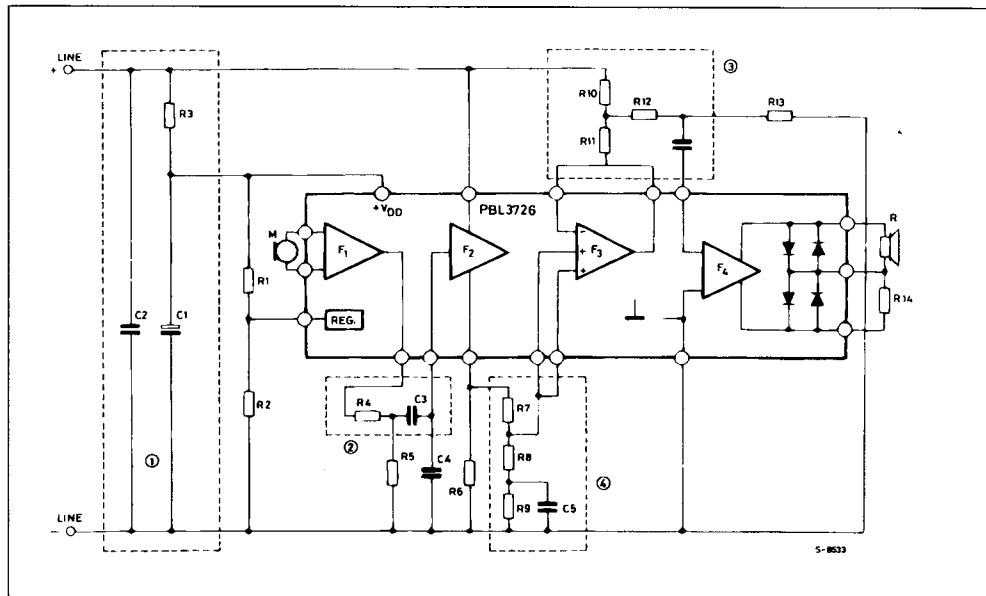 LINE
+
R3
R10
R12
③
R13
R11
+VDD
PBL3726
M
F1
F2
−
+
+
F3
F4
R
R1
REG.
R14
C2
C1
R4
C3
②
R2
R5
C4
R6
R7
R8
R9
C5
④
①
LINE
−
S-8533